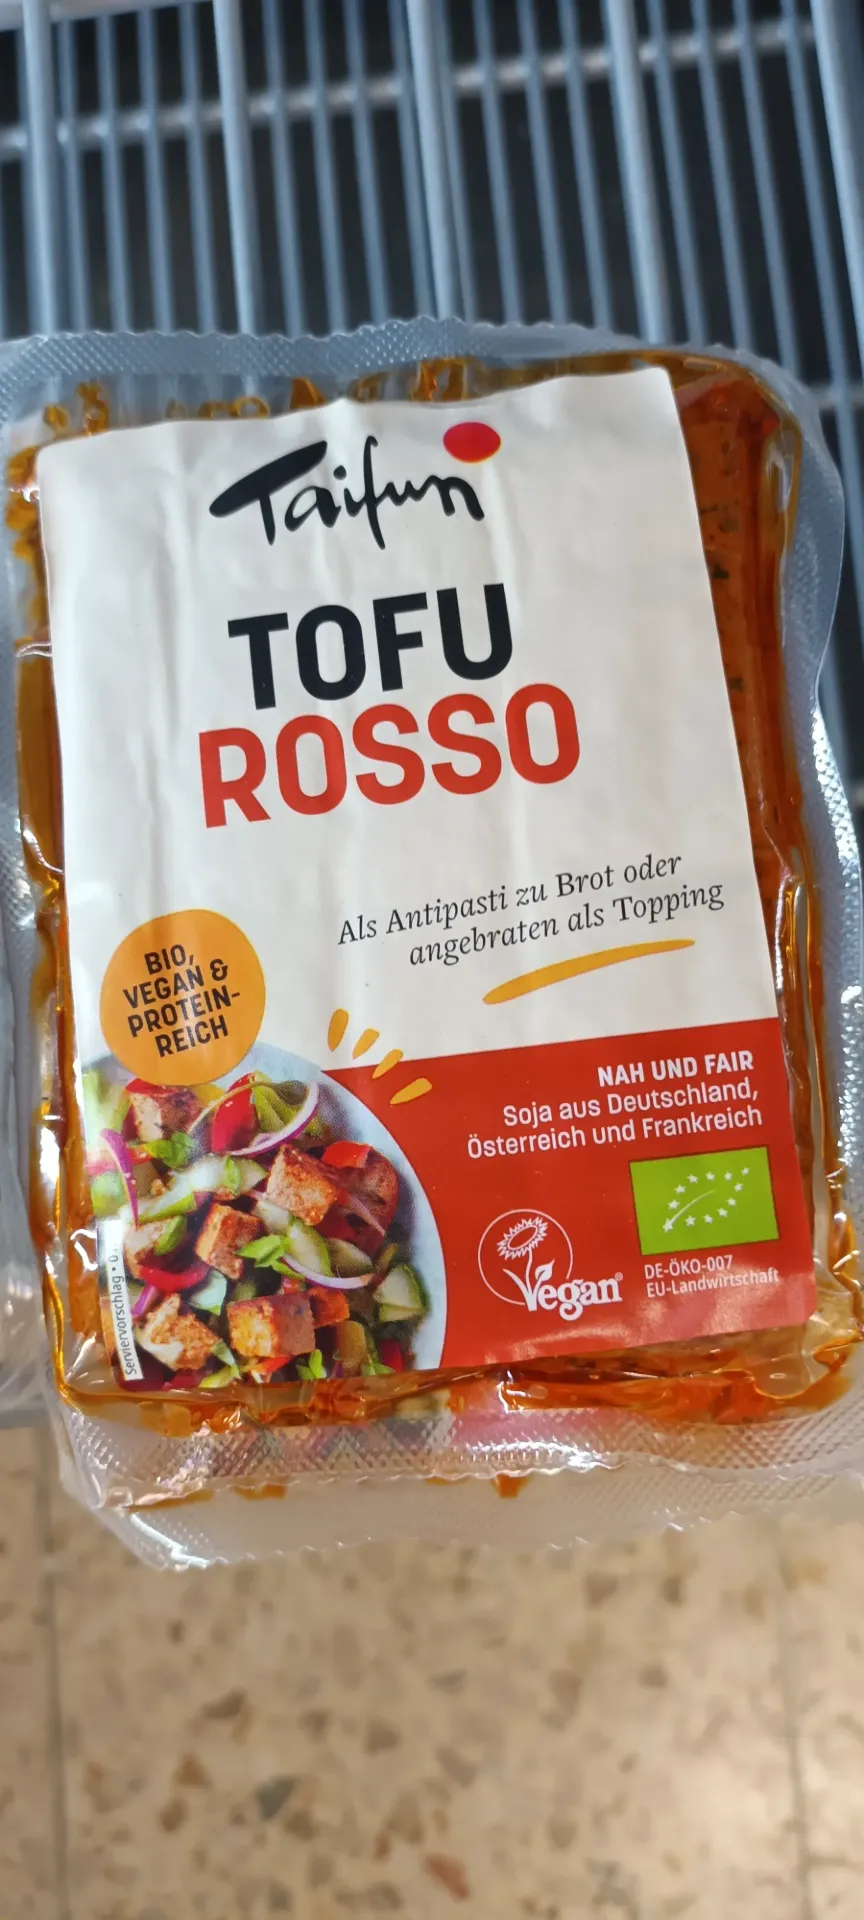 Taifun
TOFU
ROSSO
Als Antipasti zu Brot oder
angebraten als Topping
BIO,
VEGAN &
PROTEIN-
REICH
NAH UND FAIR
Soja aus Deutschland,
Österreich und Frankreich
Vegan
DE-ÖKO-007
EU-Landwirtschaft
Serviervorschlag